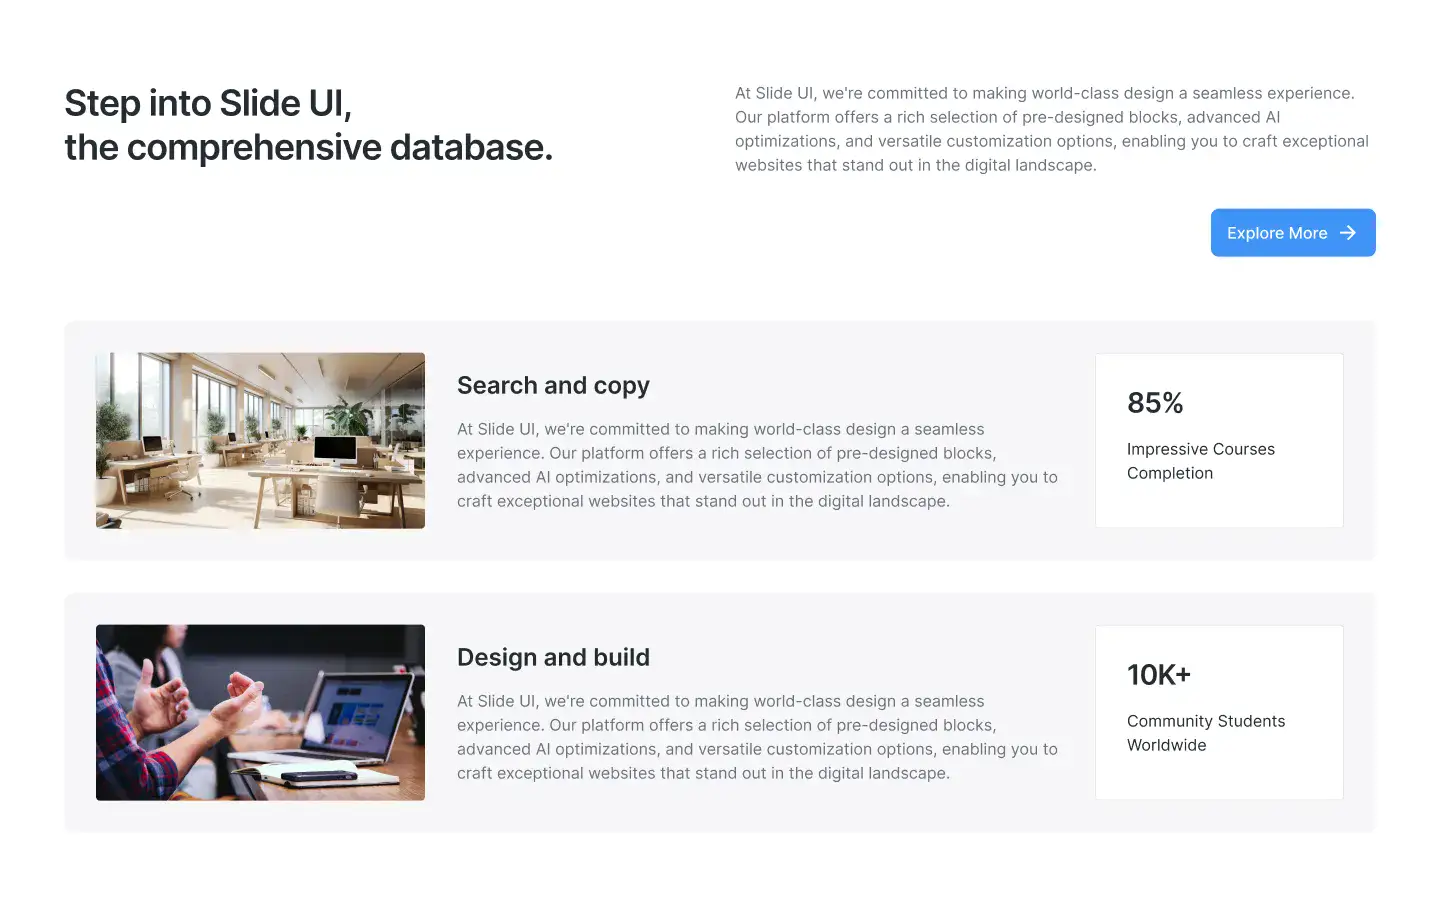 Step into Slide UI,
the comprehensive database.
At Slide UI, we're committed to making world-class design a seamless experience.
Our platform offers a rich selection of pre-designed blocks, advanced AI
optimizations, and versatile customization options, enabling you to craft exceptional
websites that stand out in the digital landscape.
Explore More
Search and copy
At Slide UI, we're committed to making world-class design a seamless
experience. Our platform offers a rich selection of pre-designed blocks,
advanced AI optimizations, and versatile customization options, enabling you to
craft exceptional websites that stand out in the digital landscape.
85%
Impressive Courses
Completion
Design and build
At Slide UI, we're committed to making world-class design a seamless
experience. Our platform offers a rich selection of pre-designed blocks,
advanced AI optimizations, and versatile customization options, enabling you to
craft exceptional websites that stand out in the digital landscape.
10K+
Community Students
Worldwide